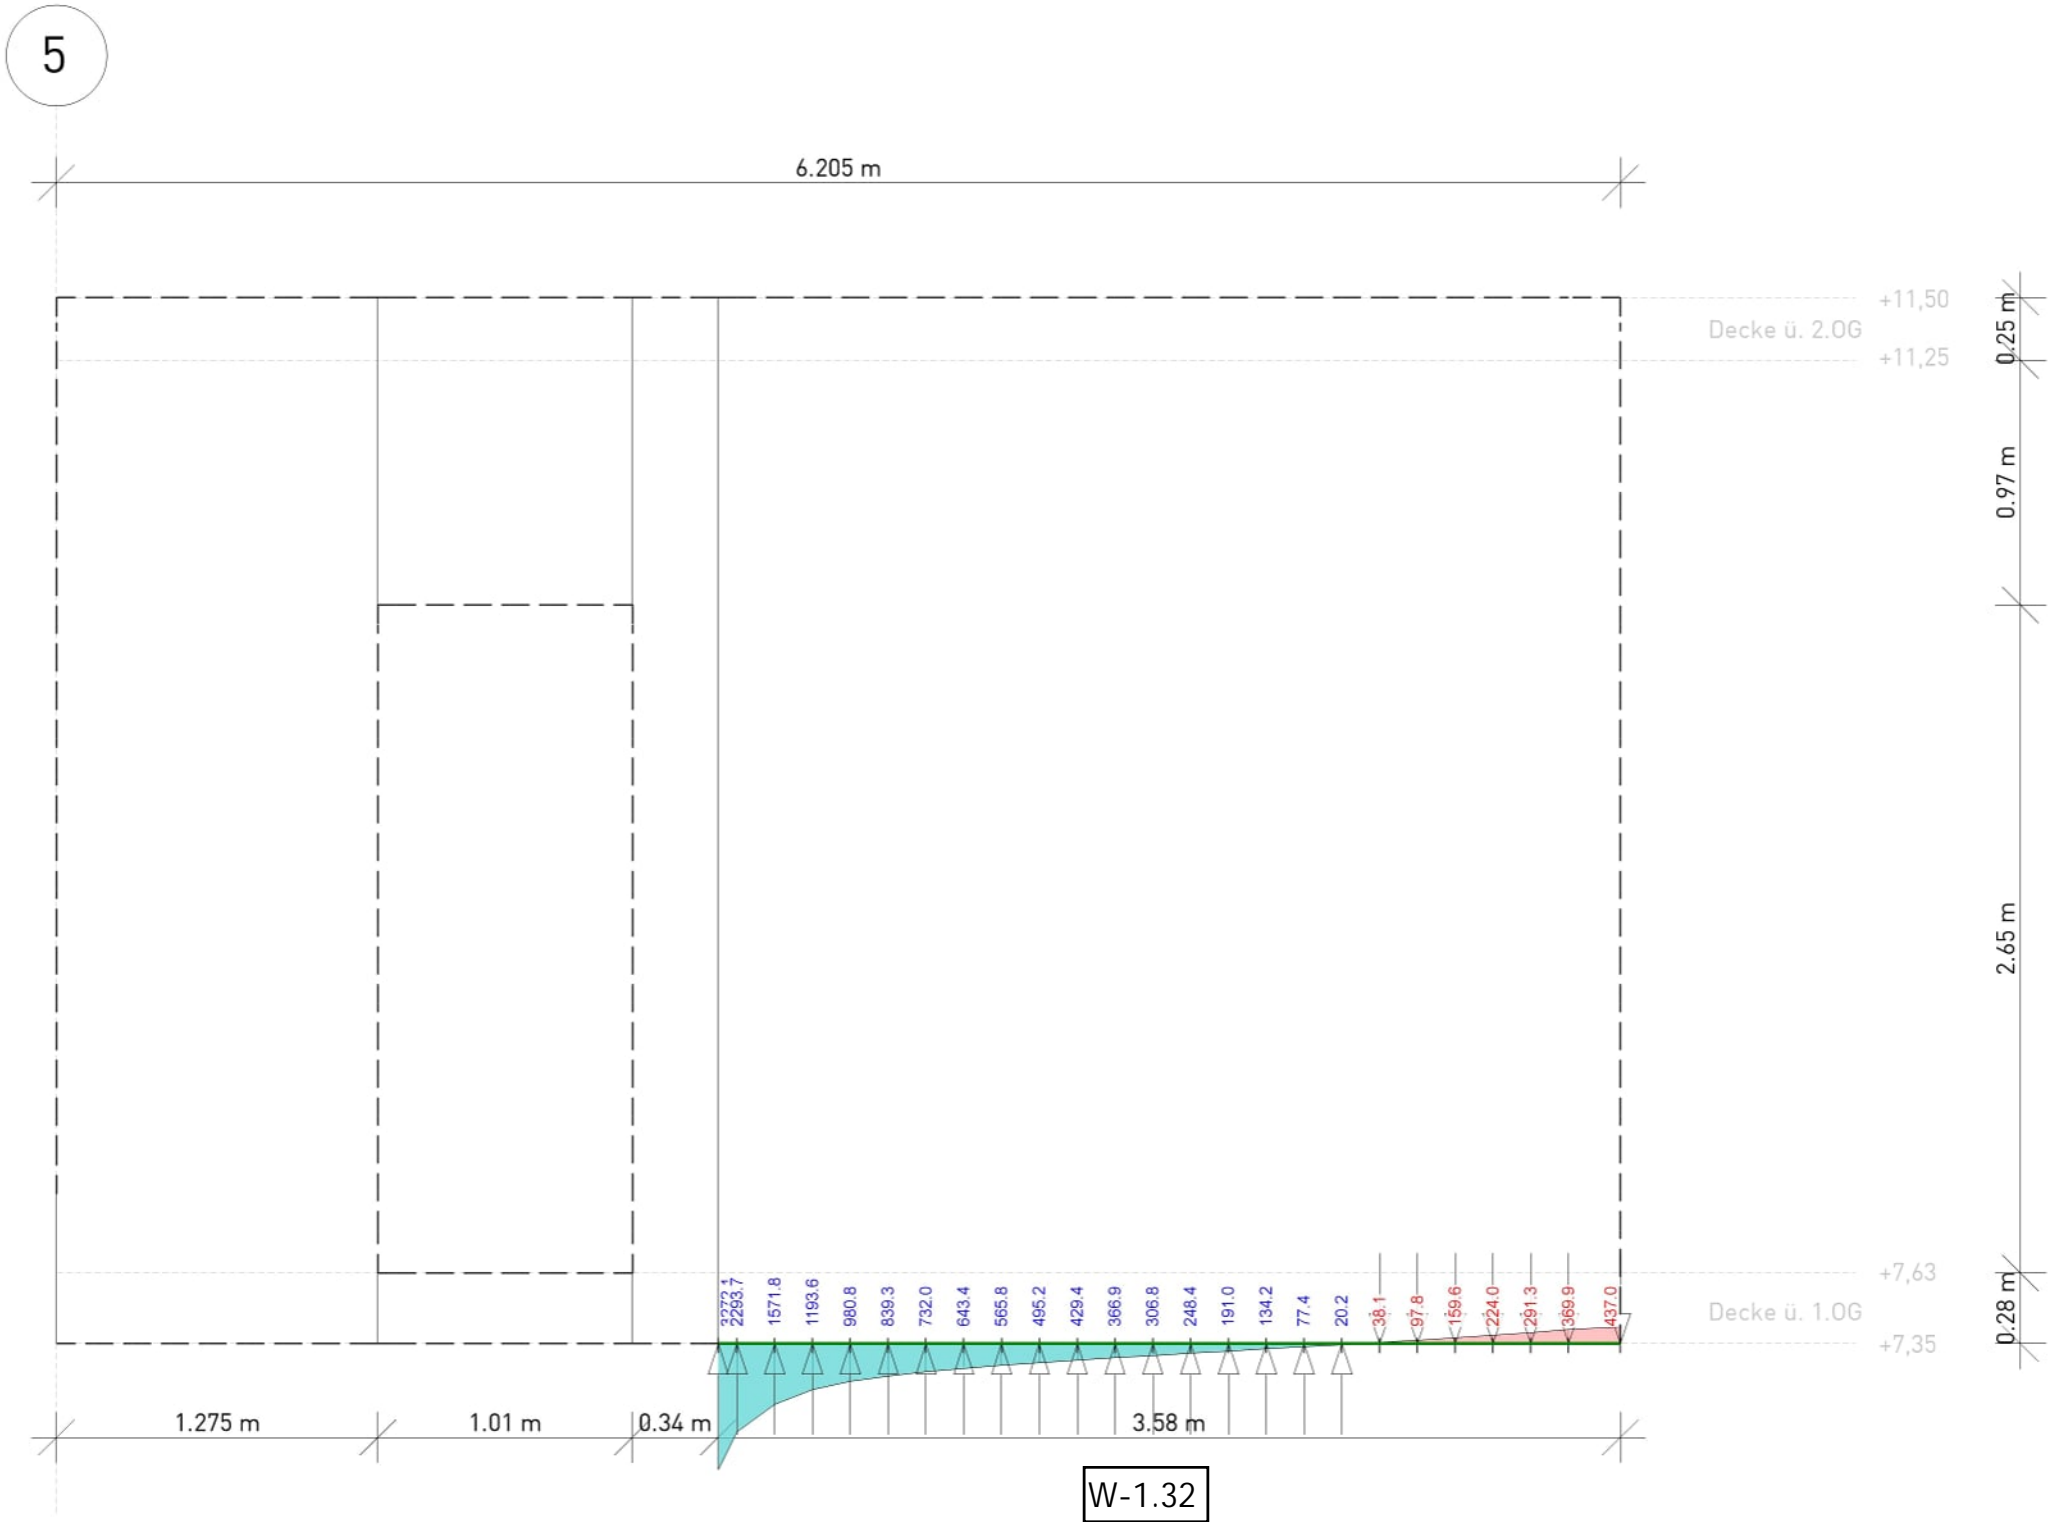 5
6.205 m
+11,50
Decke ü. 2.OG
+11,25
0.25 m
0.97 m
2.65 m
+7,63
Decke ü. 1.OG
+7,35
0.28 m
3272.1
2293.7
1571.8
1193.6
980.8
839.3
732.0
643.4
565.8
495.2
429.4
366.9
306.8
248.4
191.0
134.2
77.4
20.2
38.1
97.8
159.6
224.0
291.3
369.9
437.0
1.275 m
1.01 m
0.34 m
3.58 m
W-1.32